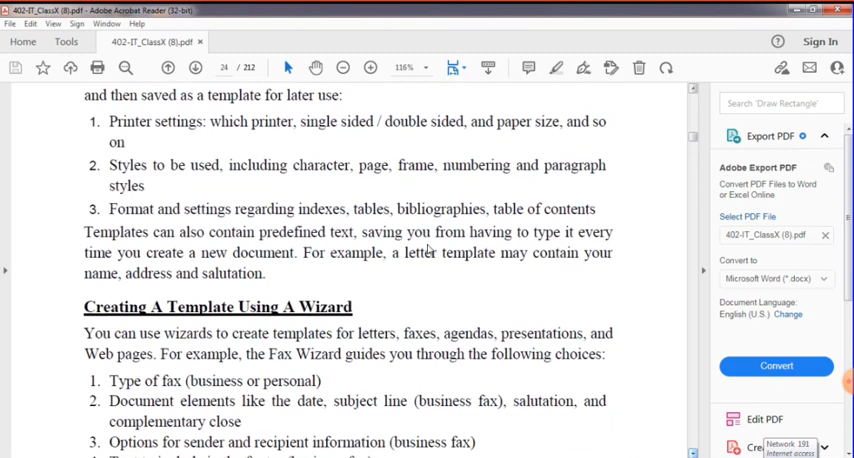 402-IT_ClassX (8).pdf - Adobe Acrobat Reader (32-bit)
File Edit View Sign Window Help
Home Tools 402-IT_ClassX (8).pdf × Sign In
24 / 212 116%
and then saved as a template for later use:
1. Printer settings: which printer, single sided / double sided, and paper size, and so
on
2. Styles to be used, including character, page, frame, numbering and paragraph
styles
3. Format and settings regarding indexes, tables, bibliographies, table of contents
Templates can also contain predefined text, saving you from having to type it every
time you create a new document. For example, a letter template may contain your
name, address and salutation.
Creating A Template Using A Wizard
You can use wizards to create templates for letters, faxes, agendas, presentations, and
Web pages. For example, the Fax Wizard guides you through the following choices:
1. Type of fax (business or personal)
2. Document elements like the date, subject line (business fax), salutation, and
complementary close
3. Options for sender and recipient information (business fax)
Search 'Draw Rectangle'
Export PDF
Adobe Export PDF
Convert PDF Files to Word
or Excel Online
Select PDF File
402-IT_ClassX (8).pdf
Convert to
Microsoft Word (*.docx)
Document Language:
English (U.S.) Change
Convert
Edit PDF
Network 191
Internet access